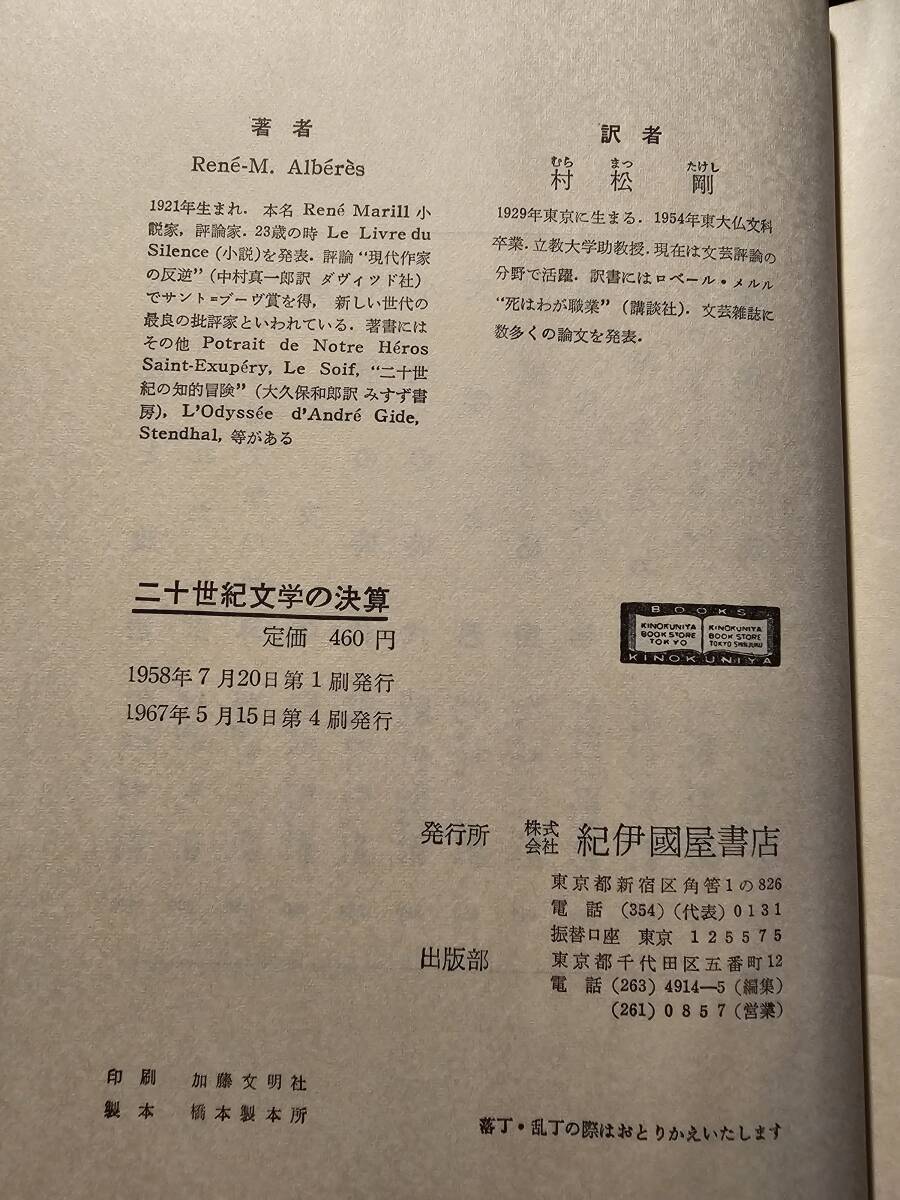 著者
René-M. Albérès
1921年生まれ．本名 René Marill 小
説家，評論家．23歳の時 Le Livre du
Silence (小説)を発表．評論 “現代作家
の反逆”（中村真一郎訳 ダヴィッド社）
でサント＝ブーヴ賞を得， 新しい世代の
最良の批評家といわれている．著書には
その他 Potrait de Notre Héros
Saint-Exupéry, Le Soif, “二十世
紀の知的冒険”（大久保和郎訳 みすず書
房), L'Odyssée d'André Gide,
Stendhal, 等がある
訳者
むら まつ たけし
村松 剛
1929年東京に生まる．1954年東大仏文科
卒業．立教大学助教授．現在は文芸評論の
分野で活躍．訳書にはロベール・メルル
“死はわが職業”（講談社)．文芸雑誌に
数多くの論文を発表．
二十世紀文学の決算
定価 460円
1958年7月20日第1刷発行
1967年5月15日第4刷発行
BOOKS
KINOKUNIYA
BOOK STORE
TOKYO
KINOKUNIYA
BOOK STORE
TOKYO SHINJUKU
KINOKUNIYA
発行所 株式会社 紀伊國屋書店
東京都新宿区角筈1の826
電話 (354) (代表) 0131
振替口座 東京 125575
出版部 東京都千代田区五番町12
電話 (263) 4914—5 (編集)
(261) 0857 (営業)
印刷 加藤文明社
製本 橋本製本所
落丁・乱丁の際はおとりかえいたします